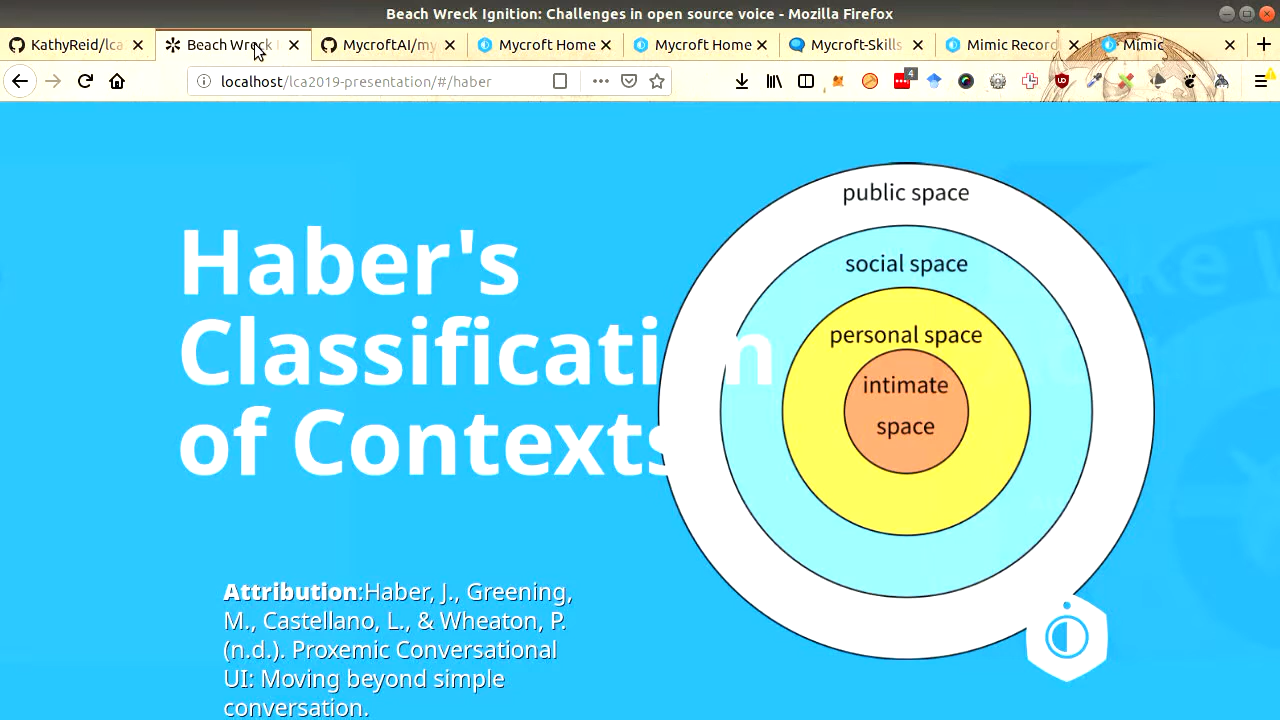 Beach Wreck Ignition: Challenges in open source voice - Mozilla Firefox
KathyReid/lca
Beach Wreck
MycroftAI/my
Mycroft Home
Mycroft Home
Mycroft-Skills
Mimic Record
Mimic
localhost/lca2019-presentation/#/haber
4
Haber's
Classification
of Contexts
public space
social space
personal space
intimate
space
Attribution:Haber, J., Greening,
M., Castellano, L., & Wheaton, P.
(n.d.). Proxemic Conversational
UI: Moving beyond simple
conversation.